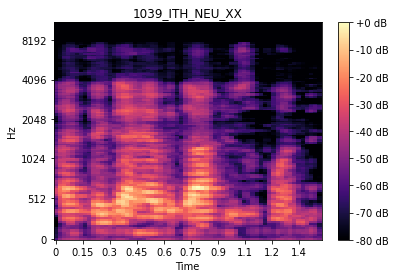 1039_ITH_NEU_XX
+0 dB
8192
-10 dB
4096
-20 dB
-30 dB
2048
Hz
-40 dB
1024
-50 dB
512
-60 dB
-70 dB
0
-80 dB
0 0.15 0.3 0.45 0.6 0.75 0.9 1.1 1.2 1.4
Time